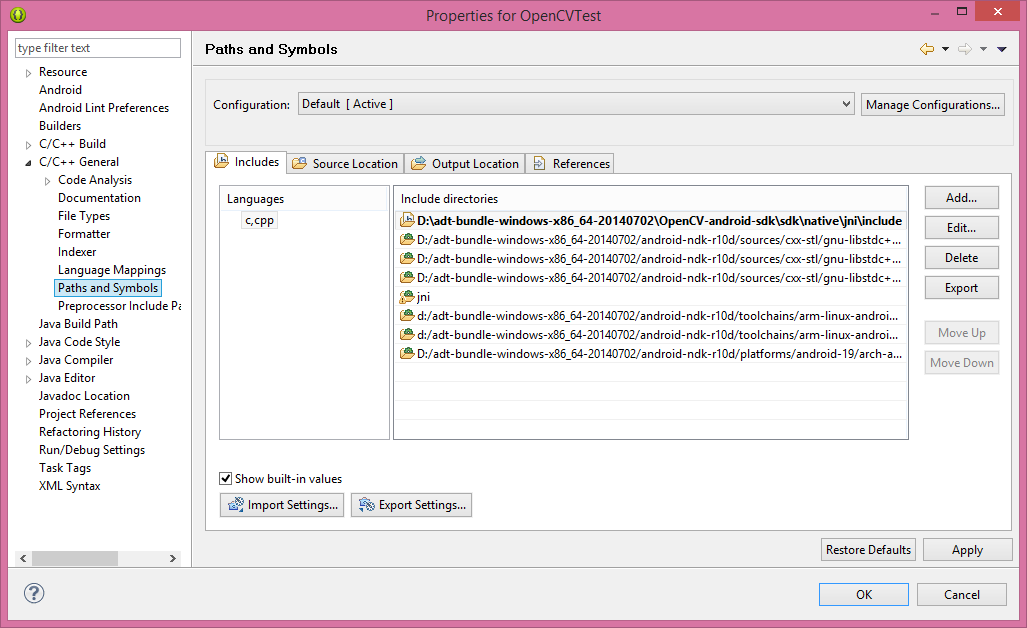 Properties for OpenCVTest
type filter text
Resource
Android
Android Lint Preferences
Builders
C/C++ Build
C/C++ General
Code Analysis
Documentation
File Types
Formatter
Indexer
Language Mappings
Paths and Symbols
Preprocessor Include Pa
Java Build Path
Java Code Style
Java Compiler
Java Editor
Javadoc Location
Project References
Refactoring History
Run/Debug Settings
Task Tags
XML Syntax
Paths and Symbols
Configuration:
Default [ Active ]
Manage Configurations...
Includes
Source Location
Output Location
References
Languages
c,cpp
Include directories
D:\adt-bundle-windows-x86_64-20140702\OpenCV-android-sdk\sdk\native\jni\include
D:/adt-bundle-windows-x86_64-20140702/android-ndk-r10d/sources/cxx-stl/gnu-libstdc+...
D:/adt-bundle-windows-x86_64-20140702/android-ndk-r10d/sources/cxx-stl/gnu-libstdc+...
D:/adt-bundle-windows-x86_64-20140702/android-ndk-r10d/sources/cxx-stl/gnu-libstdc+...
jni
d:/adt-bundle-windows-x86_64-20140702/android-ndk-r10d/toolchains/arm-linux-androi...
d:/adt-bundle-windows-x86_64-20140702/android-ndk-r10d/toolchains/arm-linux-androi...
D:/adt-bundle-windows-x86_64-20140702/android-ndk-r10d/platforms/android-19/arch-a...
Add...
Edit...
Delete
Export
Move Up
Move Down
Show built-in values
Import Settings...
Export Settings...
Restore Defaults
Apply
?
OK
Cancel